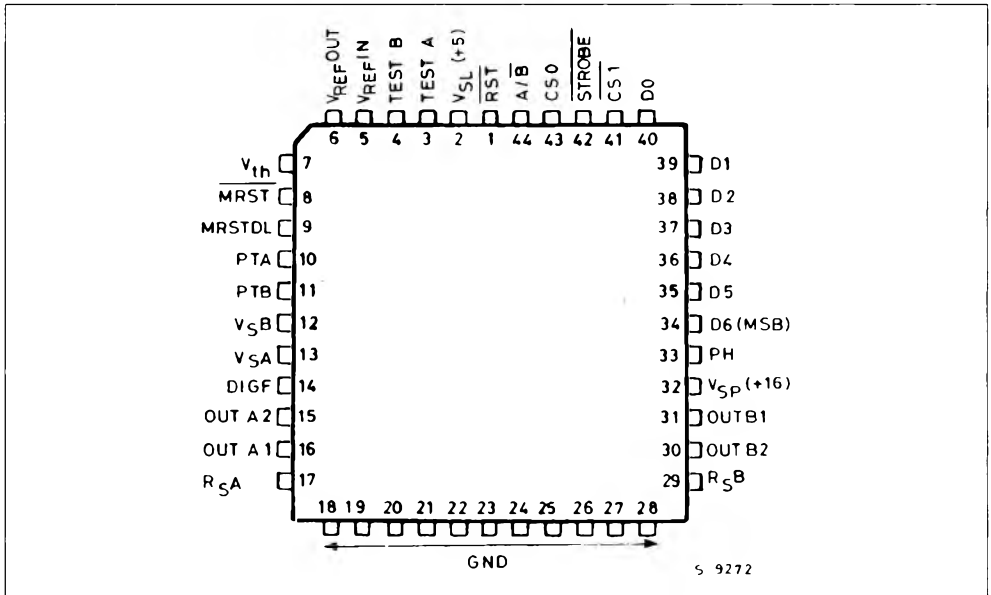 VREFOUT
VREFIN
TEST B
TEST A
VSL (+5)
RST
A/B
CS0
STROBE
CS1
D0
6 5 4 3 2 1 44 43 42 41 40
Vth 7
MRST 8
MRSTDL 9
PTA 10
PTB 11
VSB 12
VSA 13
DIGF 14
OUT A2 15
OUT A1 16
RSA 17
39 D1
38 D2
37 D3
36 D4
35 D5
34 D6(MSB)
33 PH
32 VSP(+16)
31 OUTB1
30 OUTB2
29 RSB
18 19 20 21 22 23 24 25 26 27 28
GND
S 9272